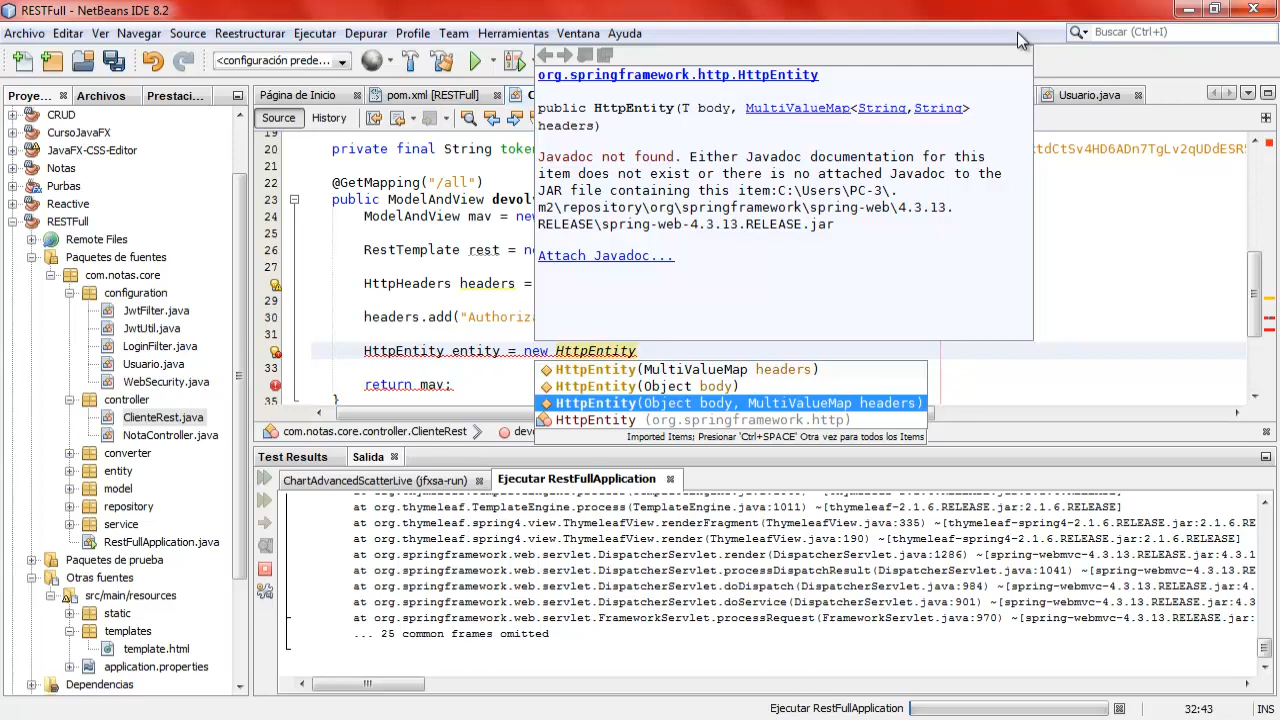 RESTFull - NetBeans IDE 8.2
Archivo Editar Ver Navegar Source Reestructurar Ejecutar Depurar Profile Team Herramientas Ventana Ayuda
Buscar (Ctrl+I)
<configuración prede...
Proye... Archivos Prestaci...
CRUD
CursoJavaFX
JavaFX-CSS-Editor
Notas
Purbas
Reactive
RESTFull
Remote Files
Paquetes de fuentes
com.notas.core
configuration
JwtFilter.java
JwtUtil.java
LoginFilter.java
Usuario.java
WebSecurity.java
controller
ClienteRest.java
NotaController.java
converter
entity
model
repository
service
RestFullApplication.java
Paquetes de prueba
Otras fuentes
src/main/resources
static
templates
template.html
application.properties
Dependencias
Página de Inicio pom.xml [RESTFull] Usuario.java
Source History
19
20 private final String token
21
22 @GetMapping("/all")
23 public ModelAndView devol
24 ModelAndView mav = new
25
26 RestTemplate rest = ne
27
HttpHeaders headers =
29
30 headers.add("Authoriza
31
HttpEntity entity = new HttpEntity
33
return mav;
35 }
org.springframework.http.HttpEntity
public HttpEntity(T body, MultiValueMap<String,String>
headers)
Javadoc not found. Either Javadoc documentation for this
item does not exist or there is no attached Javadoc to the
JAR file containing this item:C:\Users\PC-3\.
m2\repository\org\springframework\spring-web\4.3.13.
RELEASE\spring-web-4.3.13.RELEASE.jar
Attach Javadoc...
HttpEntity(MultiValueMap headers)
HttpEntity(Object body)
HttpEntity(Object body, MultiValueMap headers)
HttpEntity (org.springframework.http)
Imported Items; Presionar 'Ctrl+SPACE' Otra vez para todos los Items
com.notas.core.controller.ClienteRest
Test Results Salida
ChartAdvancedScatterLive (jfxsa-run) Ejecutar RestFullApplication
at org.thymeleaf.TemplateEngine.process(TemplateEngine.java:1011) ~[thymeleaf-2.1.6.RELEASE.jar:2.1.6.RELEASE]
at org.thymeleaf.spring4.view.ThymeleafView.renderFragment(ThymeleafView.java:335) ~[thymeleaf-spring4-2.1.6.RELEASE.jar:2.1.6.RE
at org.thymeleaf.spring4.view.ThymeleafView.render(ThymeleafView.java:190) ~[thymeleaf-spring4-2.1.6.RELEASE.jar:2.1.6.RELEASE]
at org.springframework.web.servlet.DispatcherServlet.render(DispatcherServlet.java:1286) ~[spring-webmvc-4.3.13.RELEASE.jar:4.3.1
at org.springframework.web.servlet.DispatcherServlet.processDispatchResult(DispatcherServlet.java:1041) ~[spring-webmvc-4.3.13.RE
at org.springframework.web.servlet.DispatcherServlet.doDispatch(DispatcherServlet.java:984) ~[spring-webmvc-4.3.13.RELEASE.jar:4.
at org.springframework.web.servlet.DispatcherServlet.doService(DispatcherServlet.java:901) ~[spring-webmvc-4.3.13.RELEASE.jar:4.3
at org.springframework.web.servlet.FrameworkServlet.processRequest(FrameworkServlet.java:970) ~[spring-webmvc-4.3.13.RELEASE.jar:
... 25 common frames omitted
Ejecutar RestFullApplication 32:43 INS